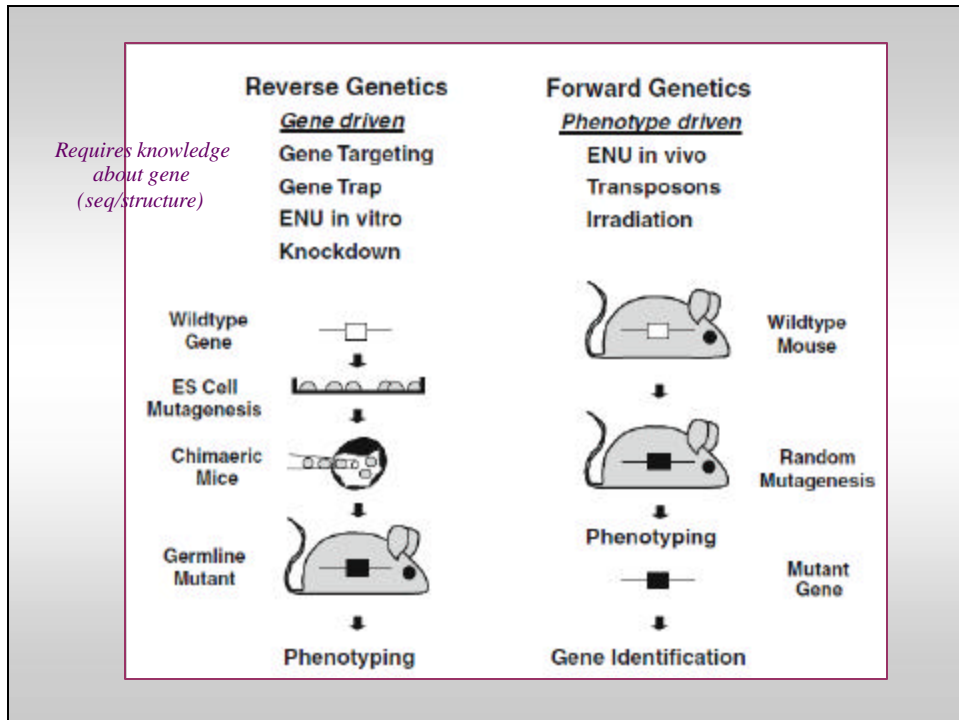 Requires knowledge
about gene
(seq/structure)
Reverse Genetics
Gene driven
Gene Targeting
Gene Trap
ENU in vitro
Knockdown
Wildtype
Gene
ES Cell
Mutagenesis
Chimaeric
Mice
Germline
Mutant
Phenotyping
Forward Genetics
Phenotype driven
ENU in vivo
Transposons
Irradiation
Wildtype
Mouse
Random
Mutagenesis
Phenotyping
Mutant
Gene
Gene Identification